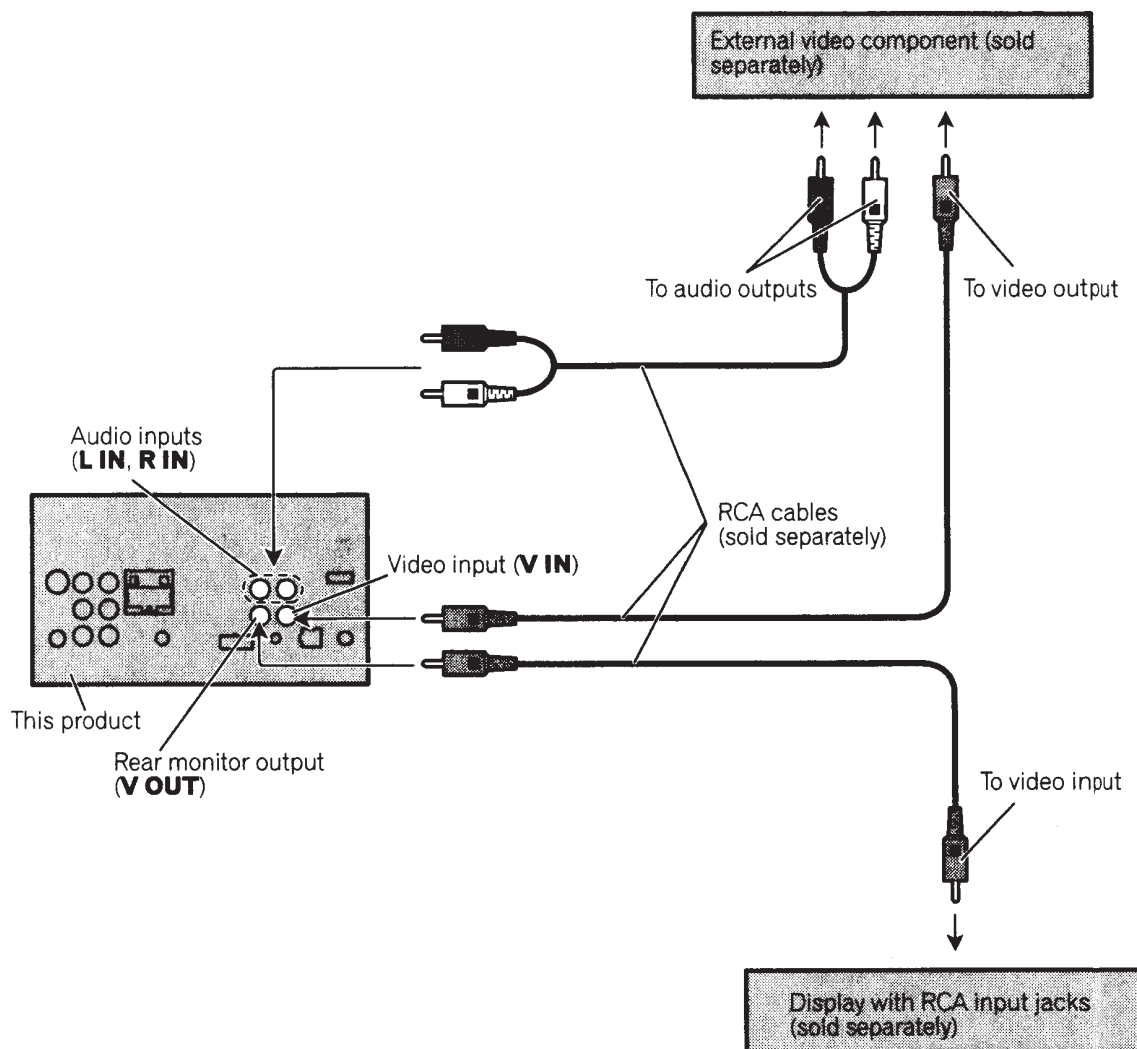 External video component (sold
separately)
To audio outputs
To video output
Audio inputs
(L IN, R IN)
RCA cables
(sold separately)
Video input (V IN)
This product
Rear monitor output
(V OUT)
To video input
Display with RCA input jacks
(sold separately)